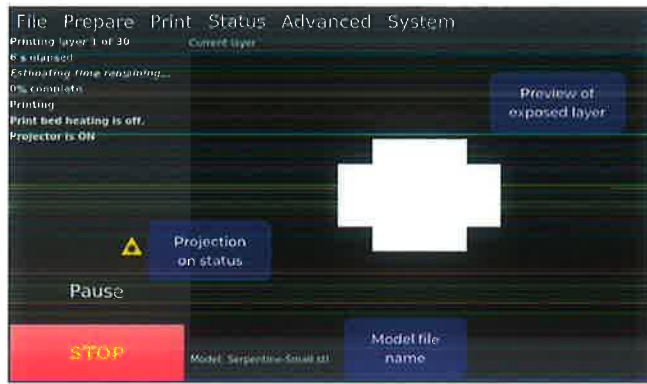 File Prepare Print Status Advanced System
Printing layer 1 of 30
6 s elapsed
Estimating time remaining...
0% complete
Printing
Print bed heating is off.
Projector is ON
Current layer
Preview of
exposed layer
Projection
on status
Pause
STOP
Model: Serpentine-Small.stl
Model file
name